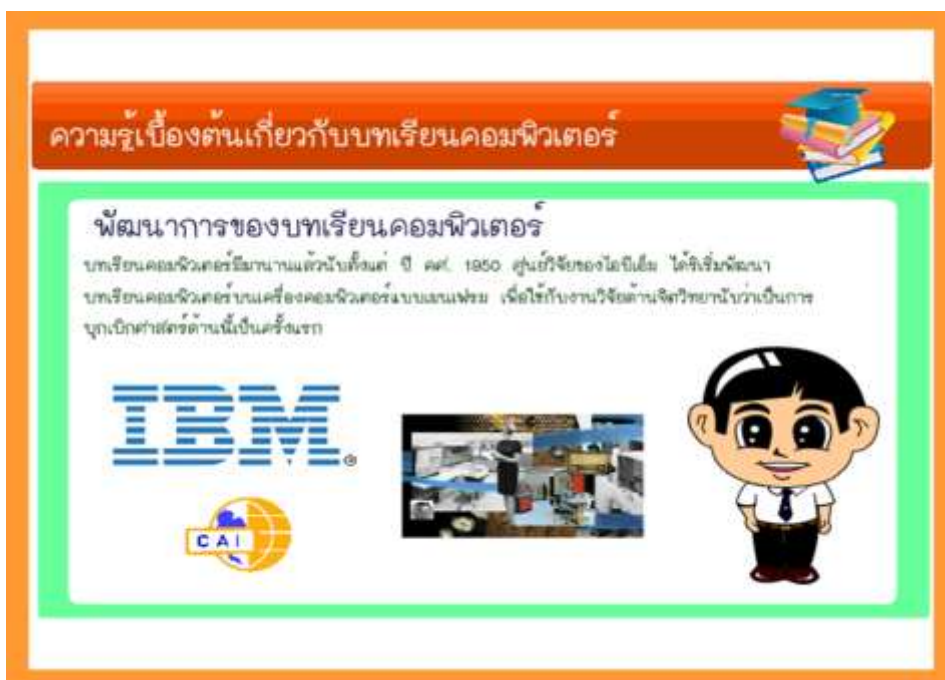 ความรู้เบื้องต้นเกี่ยวกับบทเรียนคอมพิวเตอร์
พัฒนาการของบทเรียนคอมพิวเตอร์
บทเรียนคอมพิวเตอร์มีมานานแล้วนับตั้งแต่ ปี คศ. 1950 ศูนย์วิจัยของไอบีเอ็ม ได้ริเริ่มพัฒนา
บทเรียนคอมพิวเตอร์บนเครื่องคอมพิวเตอร์แบบเมนเฟรม เพื่อใช้กับงานวิจัยด้านจิตวิทยานับว่าเป็นการ
บุกเบิกศาสตร์ด้านนี้เป็นครั้งแรก
IBM®
CAI